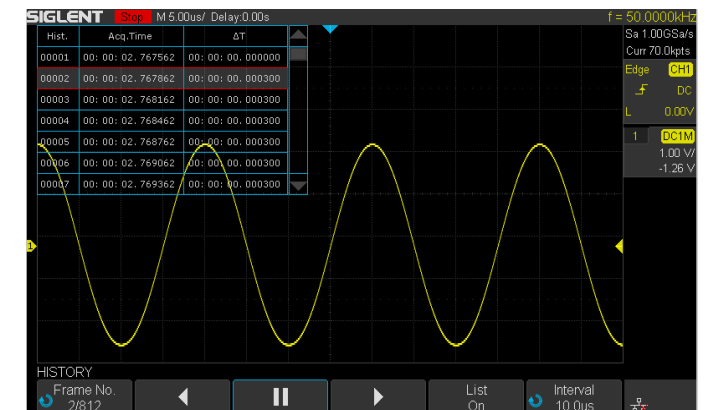 SIGLENT Stop M 5.00us/ Delay:0.00s f = 50.0000kHz
Hist. Acq.Time ΔT
00001 00: 00: 02. 767562 00: 00: 00. 000000
00002 00: 00: 02. 767862 00: 00: 00. 000300
00003 00: 00: 02. 768162 00: 00: 00. 000300
00004 00: 00: 02. 768462 00: 00: 00. 000300
00005 00: 00: 02. 768762 00: 00: 00. 000300
00006 00: 00: 02. 769062 00: 00: 00. 000300
00007 00: 00: 02. 769362 00: 00: 00. 000300
Sa 1.00GSa/s
Curr 70.0kpts
Edge CH1
DC
L 0.00V
1 DC1M
1.00 V/
-1.26 V
1
HISTORY
Frame No.
2/812
List
On
Interval
10.0us